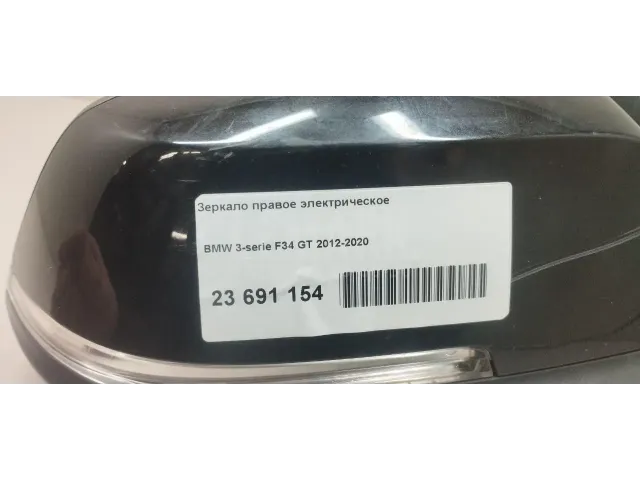 Зеркало правое электрическое
BMW 3-serie F34 GT 2012-2020
23 691 154